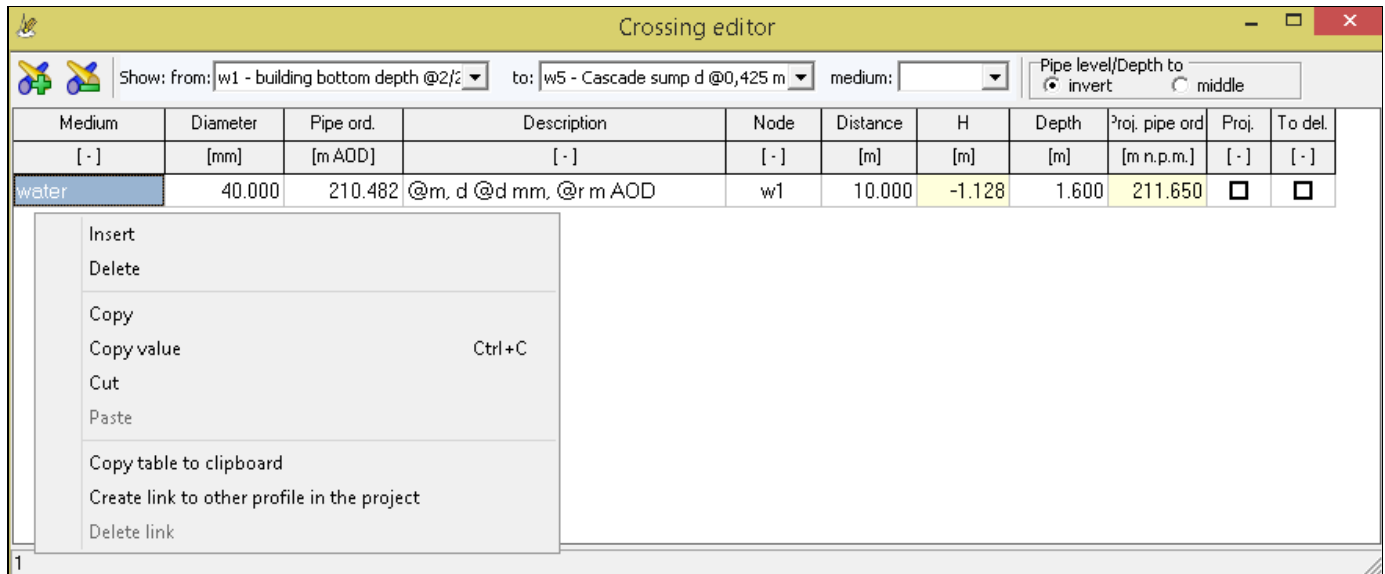 Crossing editor
Show: from: w1 - building bottom depth @2/2 to: w5 - Cascade sump d @0,425 m medium: Pipe level/Depth to
invert middle
Medium Diameter Pipe ord. Description Node Distance H Depth Proj. pipe ord Proj. To del.
[ - ] [mm] [m AOD] [ - ] [ - ] [m] [m] [m] [m n.p.m.] [ - ] [ - ]
water 40.000 210.482 @m, d @d mm, @r m AOD w1 10.000 -1.128 1.600 211.650
Insert
Delete
Copy
Copy value Ctrl+C
Cut
Paste
Copy table to clipboard
Create link to other profile in the project
Delete link
1